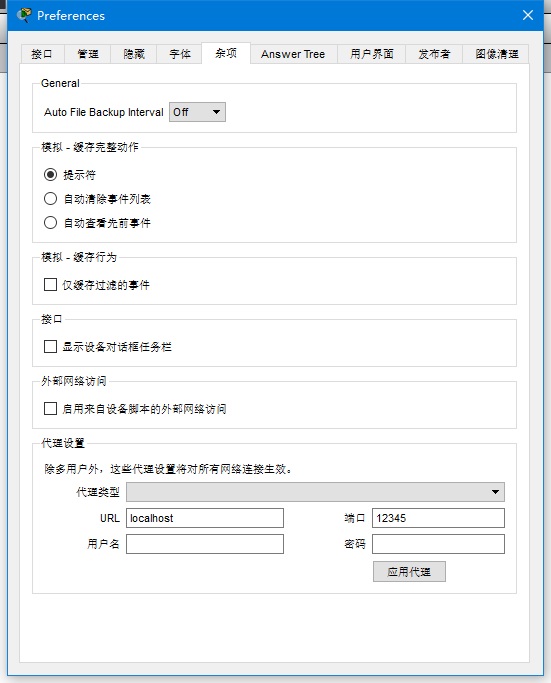 Preferences
接口 管理 隐藏 字体 杂项 Answer Tree 用户界面 发布者 图像清理
General
Auto File Backup Interval Off
模拟 - 缓存完整动作
提示符
自动清除事件列表
自动查看先前事件
模拟 - 缓存行为
仅缓存过滤的事件
接口
显示设备对话框任务栏
外部网络访问
启用来自设备脚本的外部网络访问
代理设置
除多用户外，这些代理设置将对所有网络连接生效。
代理类型
URL localhost 端口 12345
用户名 密码
应用代理